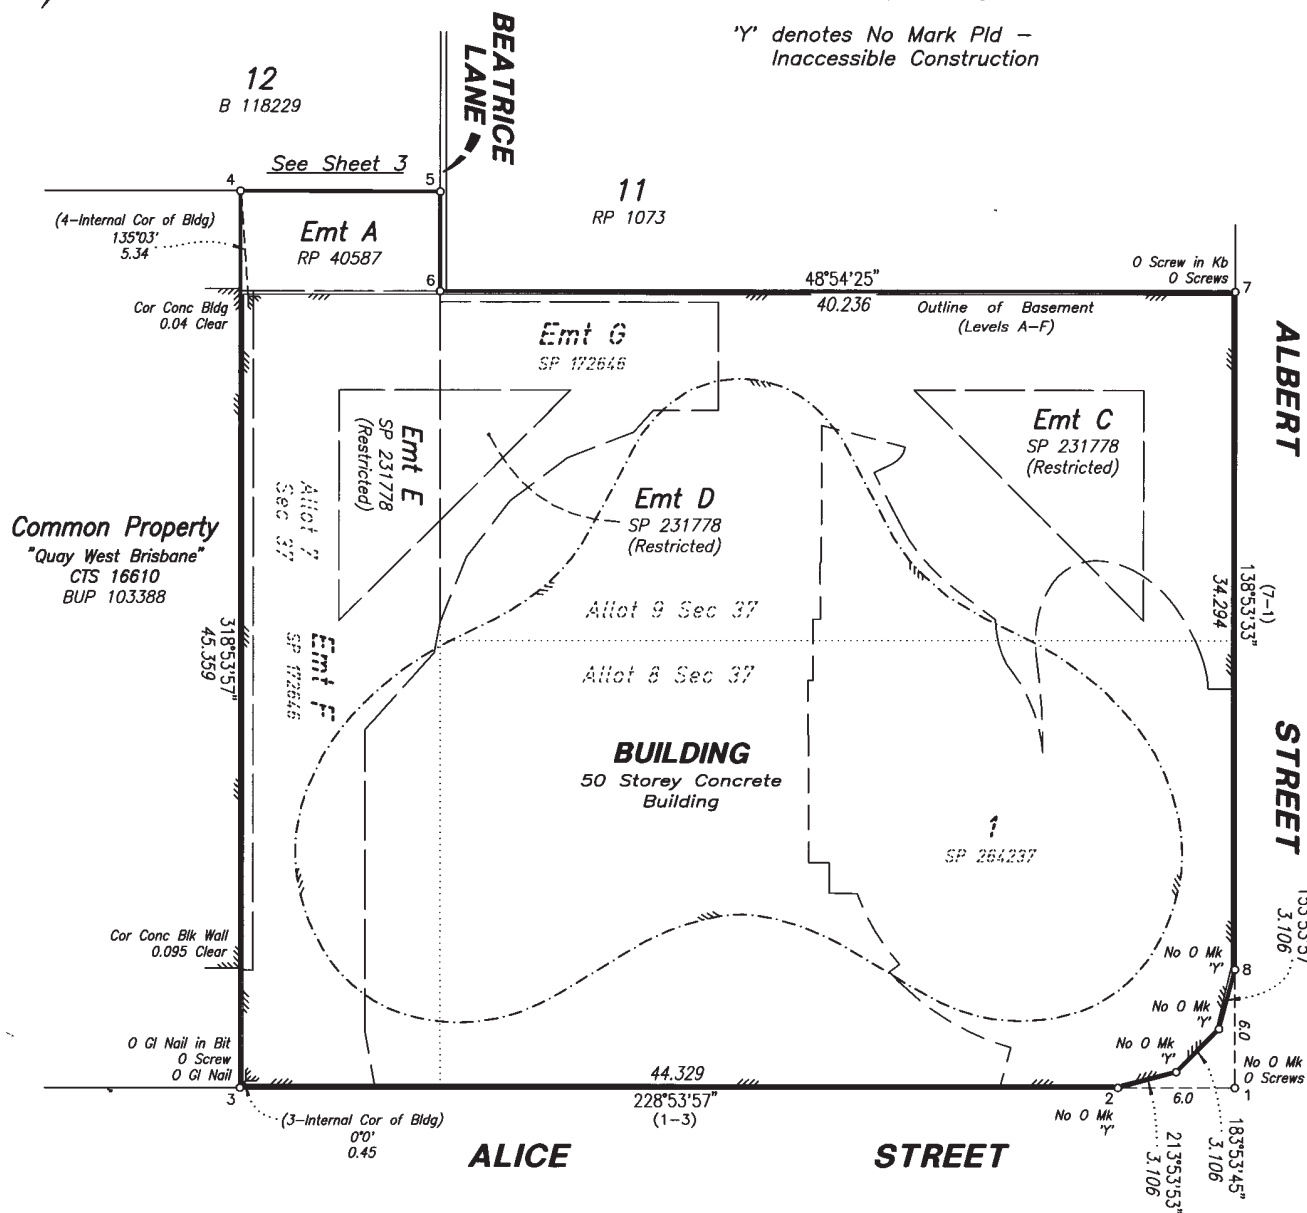 'Y' denotes No Mark Pld –
Inaccessible Construction
BEATRICE
LANE
12
B 118229
See Sheet 3
4
5
11
RP 1073
(4-Internal Cor of Bldg)
135°03'
5.34
Emt A
RP 40587
6
48°54'25"
40.236
O Screw in Kb
O Screws
7
Cor Conc Bldg
0.04 Clear
Outline of Basement
(Levels A-F)
Emt G
SP 172646
ALBERT
STREET
Emt E
SP 231778
(Restricted)
Emt C
SP 231778
(Restricted)
Allot 7
Sec 37
Emt D
SP 231778
(Restricted)
Common Property
"Quay West Brisbane"
CTS 16610
BUP 103388
(7-1)
138°53'33"
34.294
Allot 9 Sec 37
318°53'57"
45.359
Emt F
SP 172646
Allot 8 Sec 37
BUILDING
50 Storey Concrete
Building
1
SP 264237
3.106
Cor Conc Blk Wall
0.095 Clear
No O Mk
'Y'
8
No O Mk
'Y'
6.0
No O Mk
'Y'
No O Mk
O Screws
1
O GI Nail in Bit
O Screw
O GI Nail
3
44.329
228°53'57"
(1-3)
2
6.0
No O Mk
'Y'
(3-Internal Cor of Bldg)
0°0'
0.45
183°53'45"
3.106
213°53'53"
3.106
ALICE
STREET